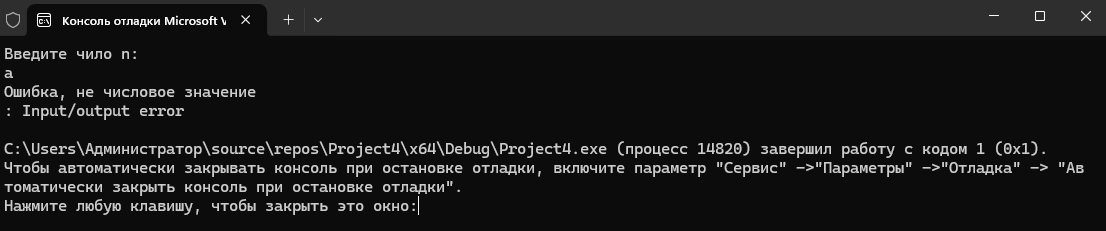 Консоль отладки Microsoft V
Введите чило n:
а
Ошибка, не числовое значение
: Input/output error
C:\Users\Администратор\source\repos\Project4\x64\Debug\Project4.exe (процесс 14820) завершил работу с кодом 1 (0x1).
Чтобы автоматически закрывать консоль при остановке отладки, включите параметр "Сервис" ->"Параметры" ->"Отладка" -> "Ав
томатически закрыть консоль при остановке отладки".
Нажмите любую клавишу, чтобы закрыть это окно: